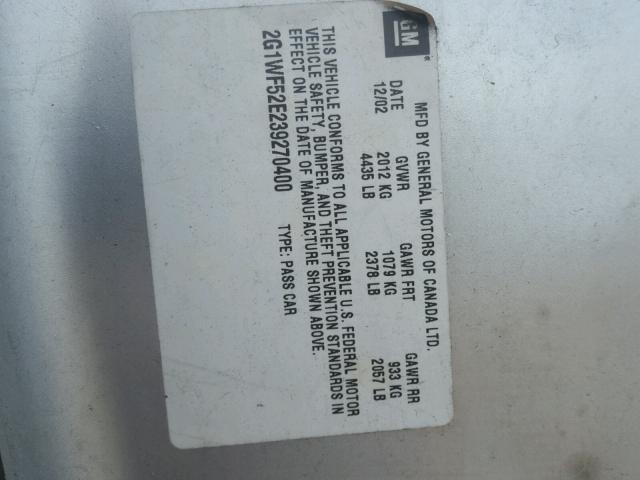 GM
MFD BY GENERAL MOTORS OF CANADA LTD.
DATE GVWR GAWR FRT GAWR RR
12/02 2012 KG 1079 KG 933 KG
4435 LB 2378 LB 2057 LB
THIS VEHICLE CONFORMS TO ALL APPLICABLE U.S. FEDERAL MOTOR
VEHICLE SAFETY, BUMPER, AND THEFT PREVENTION STANDARDS IN
EFFECT ON THE DATE OF MANUFACTURE SHOWN ABOVE.
2G1WF52E239270400 TYPE: PASS CAR